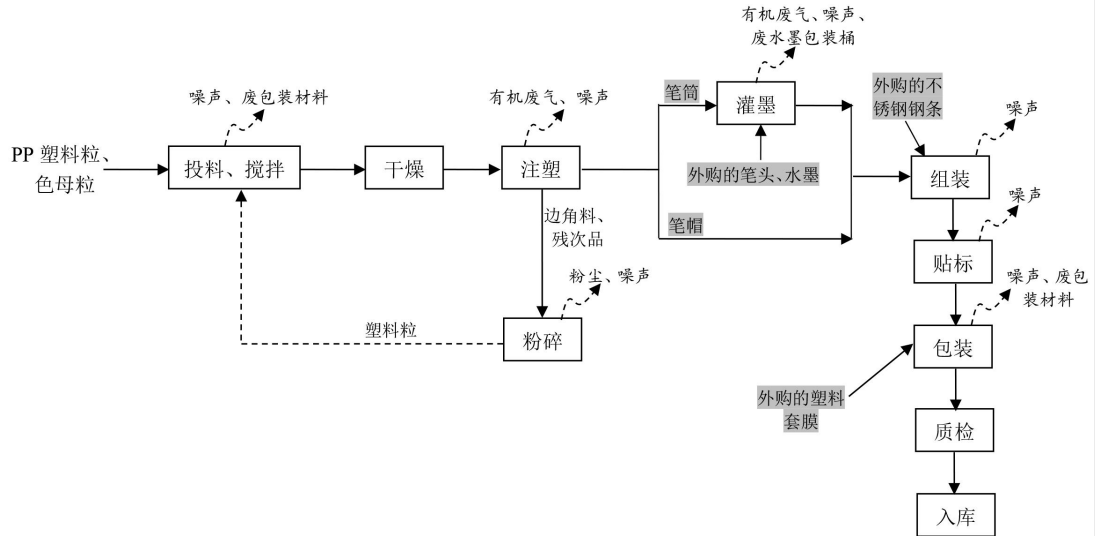 有机废气、噪声、
废水墨包装桶
噪声、废包装材料
有机废气、噪声
笔筒
灌墨
外购的不
锈钢钢条
噪声
PP 塑料粒、
色母粒
投料、搅拌
干燥
注塑
外购的笔头、水墨
组装
边角料、
残次品
笔帽
噪声
贴标
粉尘、噪声
噪声、废包
装材料
塑料粒
粉碎
包装
外购的塑料
套膜
质检
入库